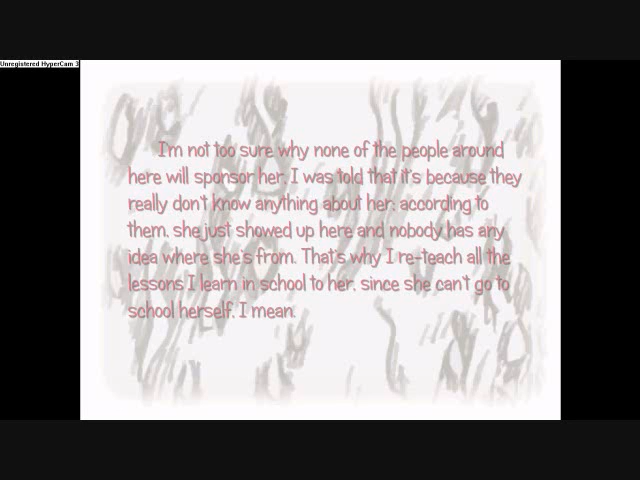 Unregistered HyperCam 3
I'm not too sure why none of the people around
here will sponsor her. I was told that it's because they
really don't know anything about her; according to
them, she just showed up here and nobody has any
idea where she's from. That's why I re-teach all the
lessons I learn in school to her, since she can't go to
school herself. I mean,